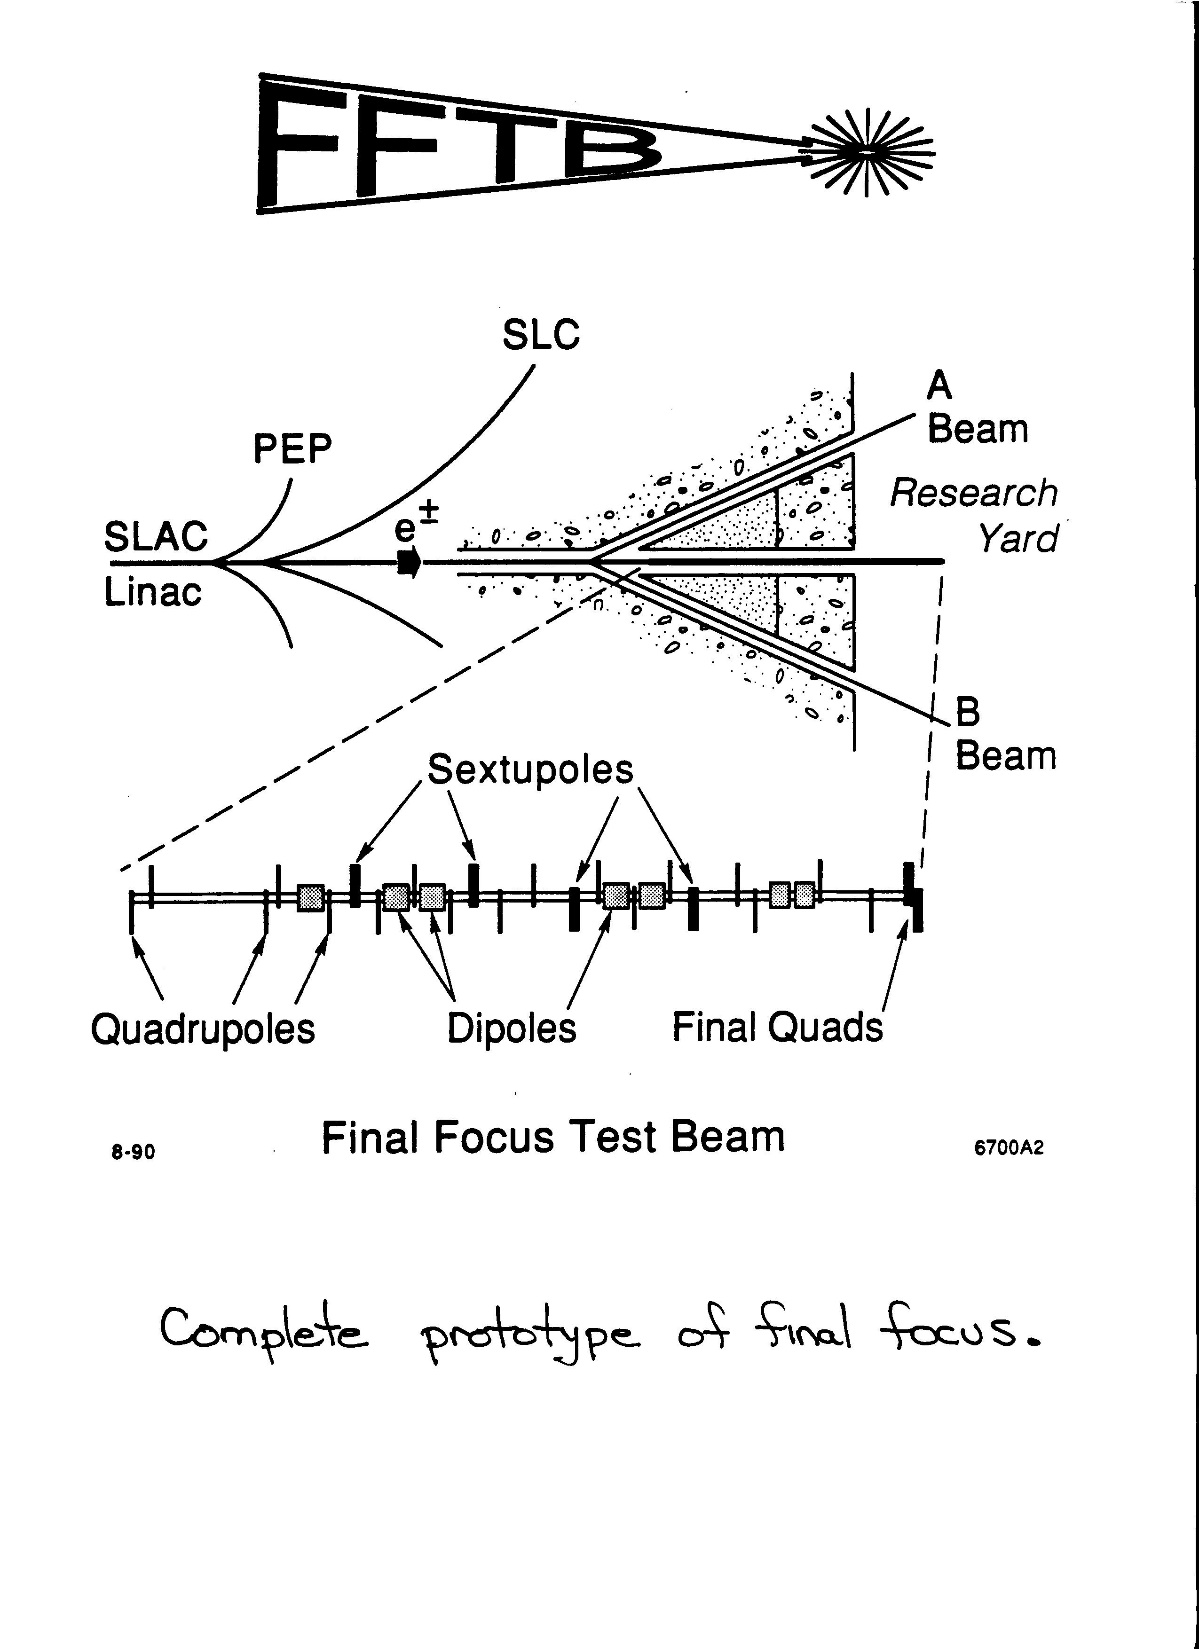 FFTB
SLC
PEP
A
Beam
Research
Yard
SLAC
Linac
e±
B
Beam
Sextupoles
Quadrupoles
Dipoles
Final Quads
Final Focus Test Beam
8-90
6700A2
Complete prototype of final focus.